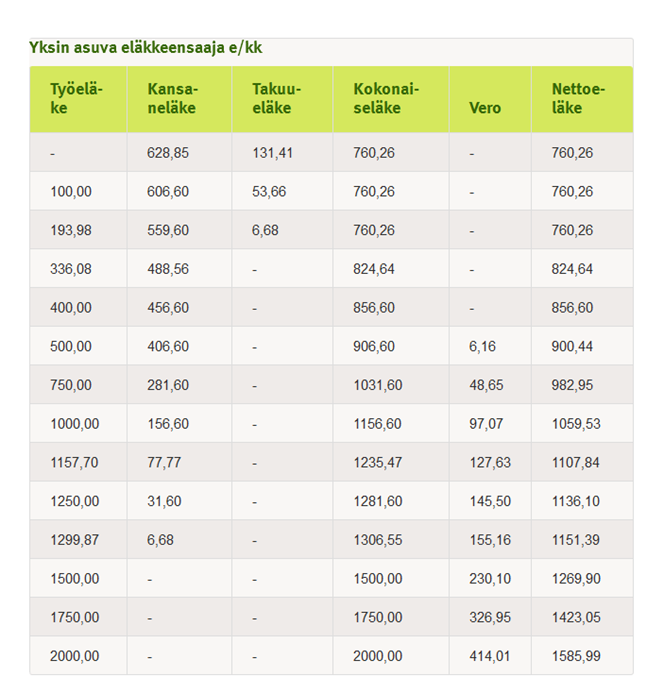 Yksin asuva eläkkeensaaja e/kk
Työelä- Kansa- Takuu- Kokonai- Nettoe-
ke neläke eläke seläke Vero läke
- 628,85 131,41 760,26 - 760,26
100,00 606,60 53,66 760,26 - 760,26
193,98 559,60 6,68 760,26 - 760,26
336,08 488,56 - 824,64 - 824,64
400,00 456,60 - 856,60 - 856,60
500,00 406,60 - 906,60 6,16 900,44
750,00 281,60 - 1031,60 48,65 982,95
1000,00 156,60 - 1156,60 97,07 1059,53
1157,70 77,77 - 1235,47 127,63 1107,84
1250,00 31,60 - 1281,60 145,50 1136,10
1299,87 6,68 - 1306,55 155,16 1151,39
1500,00 - - 1500,00 230,10 1269,90
1750,00 - - 1750,00 326,95 1423,05
2000,00 - - 2000,00 414,01 1585,99